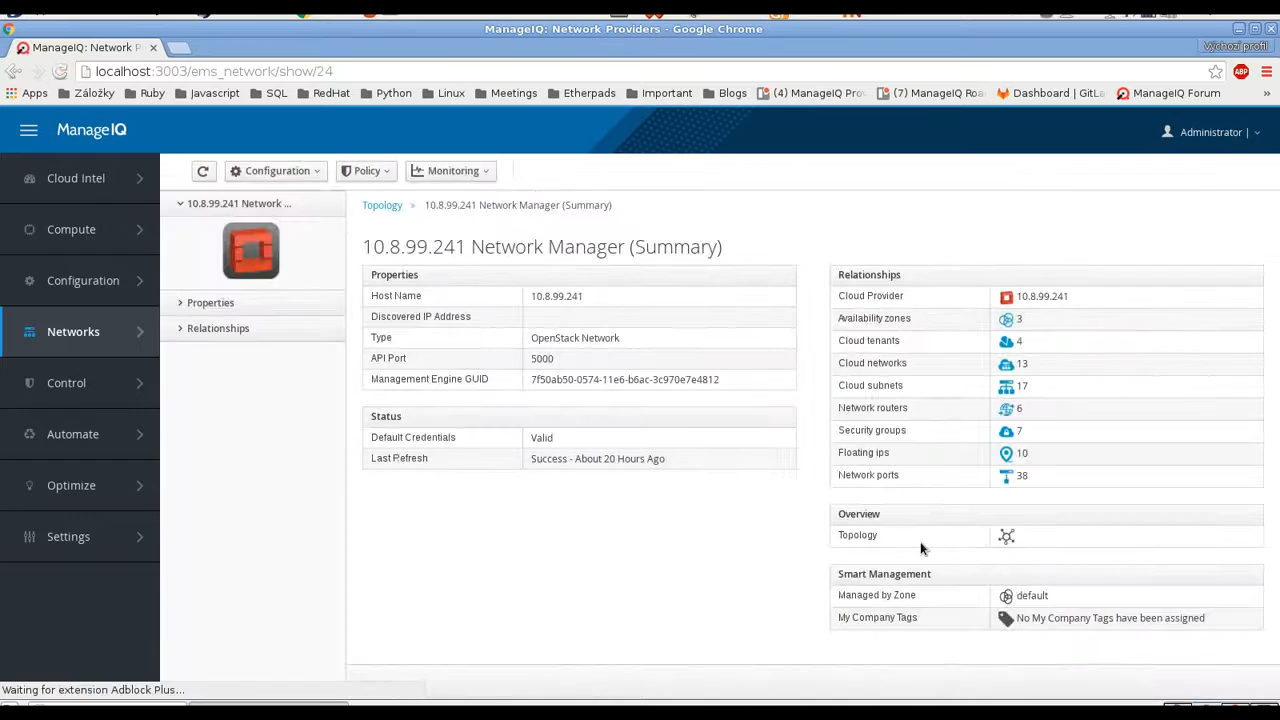 ManageIQ: Network Providers - Google Chrome
ManageIQ: Network P
Výchozí profil
localhost:3003/ems_network/show/24
ABP
Apps Záložky Ruby Javascript SQL RedHat Python Linux Meetings Etherpads Important Blogs (4) ManageIQ Pro (7) ManageIQ Roa Dashboard | GitLa ManageIQ Forum »
ManageIQ
Administrator |
Cloud Intel
Compute
Configuration
Networks
Control
Automate
Optimize
Settings
Configuration Policy Monitoring
10.8.99.241 Network ...
Properties
Relationships
Topology » 10.8.99.241 Network Manager (Summary)
10.8.99.241 Network Manager (Summary)
Properties
Host Name 10.8.99.241
Discovered IP Address
Type OpenStack Network
API Port 5000
Management Engine GUID 7f50ab50-0574-11e6-b6ac-3c970e7e4812
Status
Default Credentials Valid
Last Refresh Success - About 20 Hours Ago
Relationships
Cloud Provider 10.8.99.241
Availability zones 3
Cloud tenants 4
Cloud networks 13
Cloud subnets 17
Network routers 6
Security groups 7
Floating ips 10
Network ports 38
Overview
Topology
Smart Management
Managed by Zone default
My Company Tags No My Company Tags have been assigned
Waiting for extension Adblock Plus...